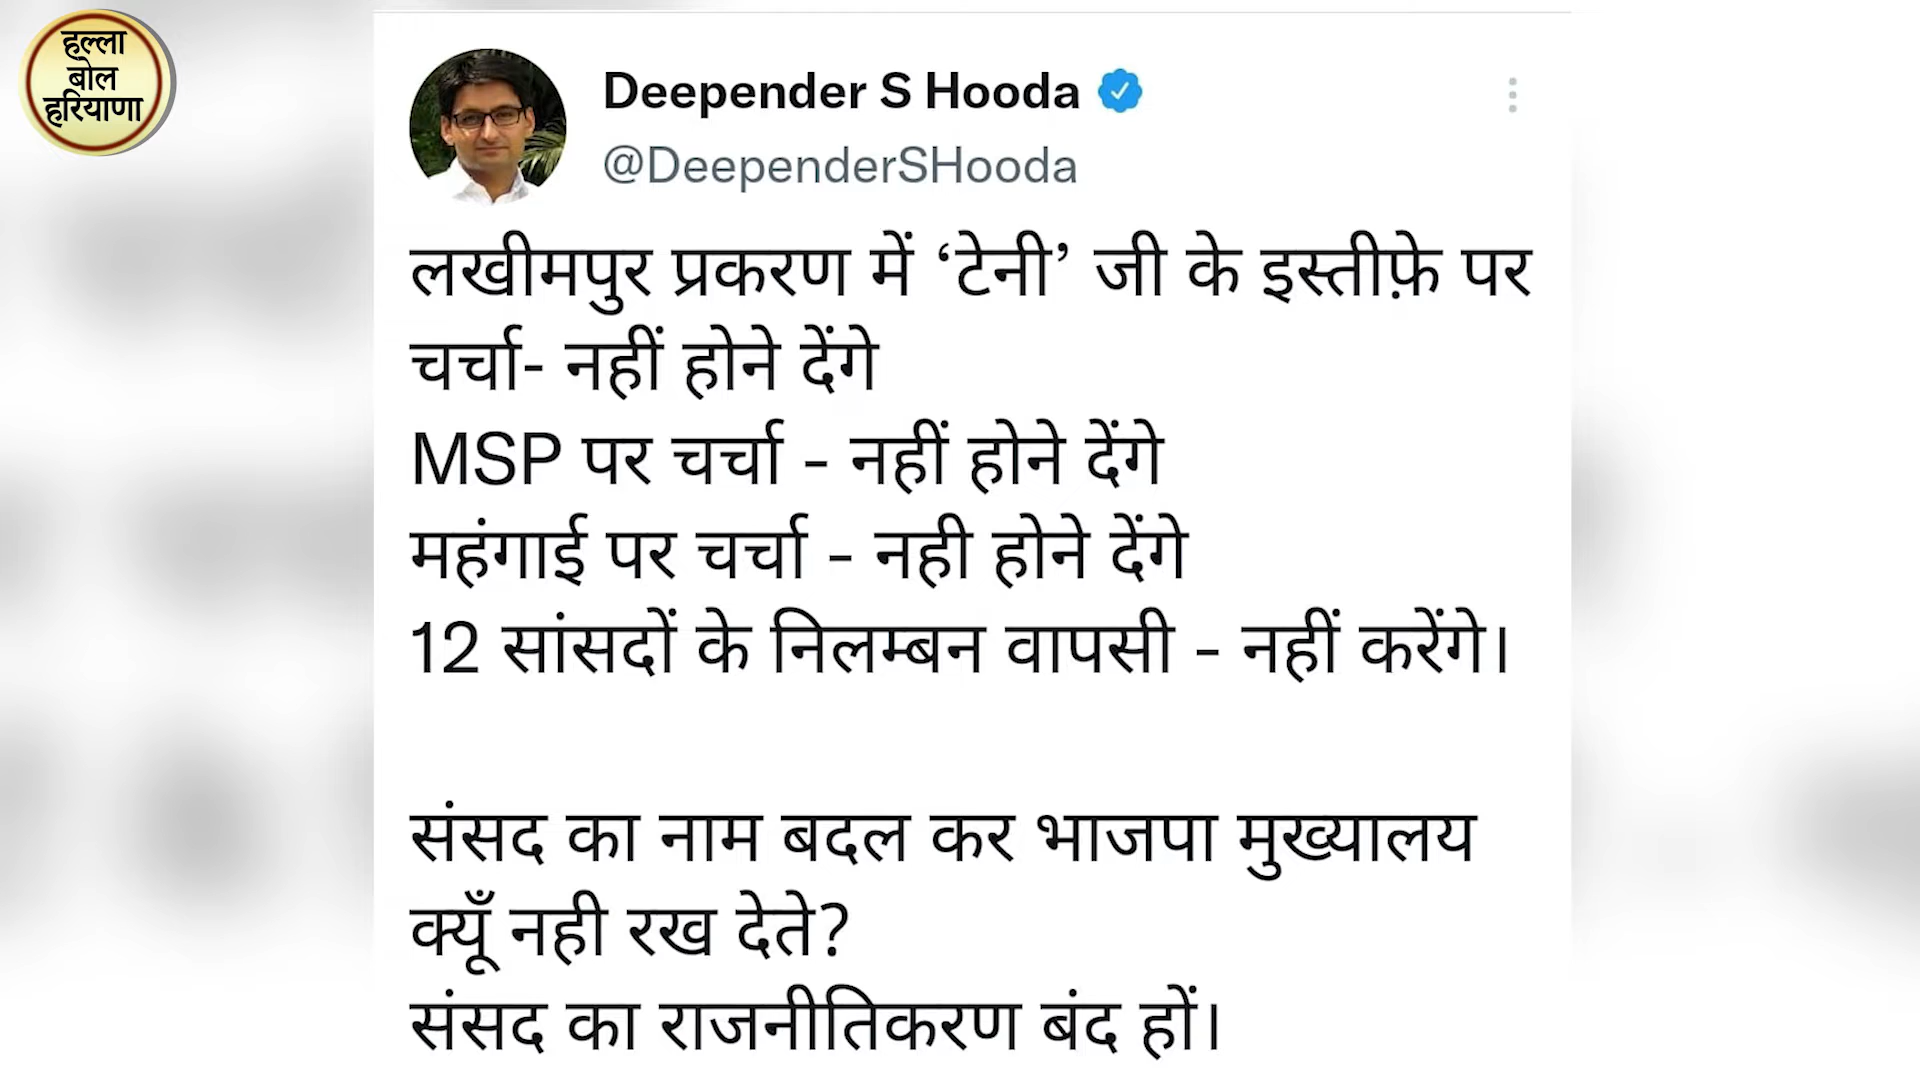 हल्ला
बोल
हरियाणा
Deepender S Hooda
@DeependerSHooda
लखीमपुर प्रकरण में ‘टेनी’ जी के इस्तीफ़े पर
चर्चा- नहीं होने देंगे
MSP पर चर्चा - नहीं होने देंगे
महंगाई पर चर्चा - नही होने देंगे
12 सांसदों के निलम्बन वापसी - नहीं करेंगे।
संसद का नाम बदल कर भाजपा मुख्यालय
क्यूँ नही रख देते?
संसद का राजनीतिकरण बंद हों।